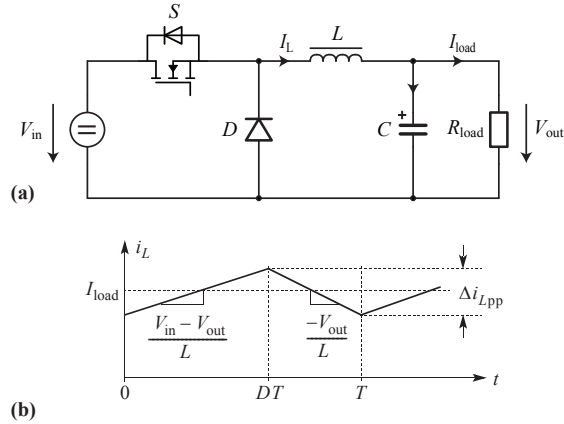 S
I_L
L
I_load
V_in
D
C
+
R_load
V_out
(a)
i_L
I_load
V_in − V_out
L
−V_out
L
Δi_Lpp
0
DT
T
t
(b)